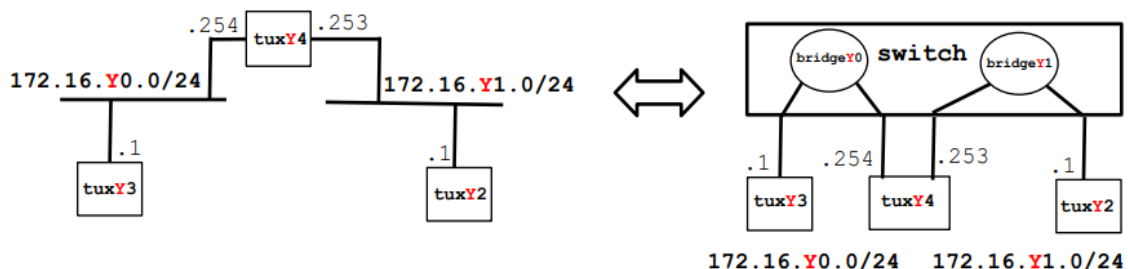 .254 tuxY4 .253
172.16.Y0.0/24
172.16.Y1.0/24
.1
.1
tuxY3
tuxY2
bridgeY0 switch bridgeY1
.1 .254 .253 .1
tuxY3 tuxY4 tuxY2
172.16.Y0.0/24 172.16.Y1.0/24